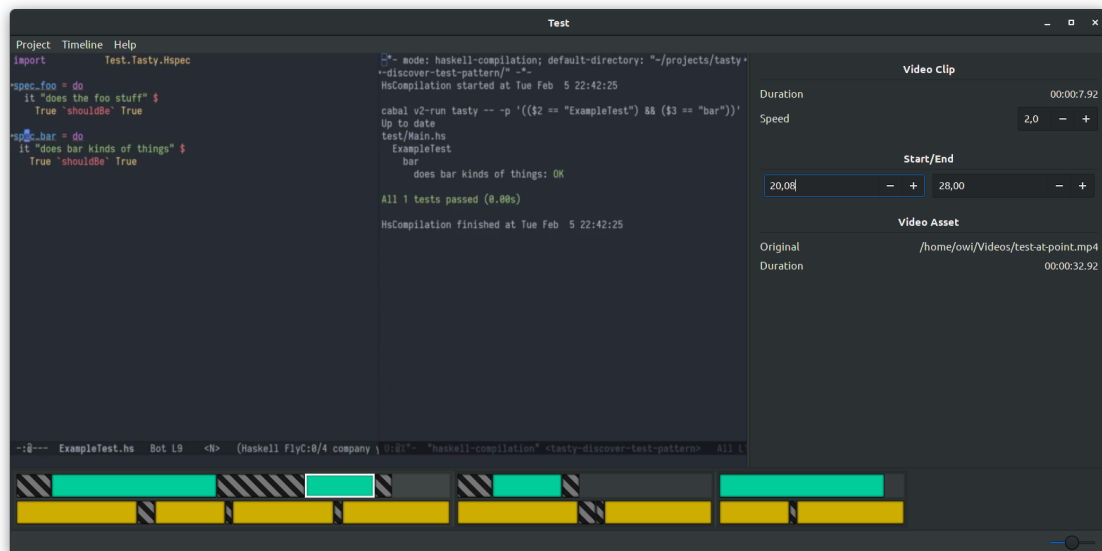 Test
Project Timeline Help
import Test.Tasty.Hspec
spec_foo = do
it "does the foo stuff" $
True `shouldBe` True
spec_bar = do
it "does bar kinds of things" $
True `shouldBe` True
-:@--- ExampleTest.hs Bot L9 <N> (Haskell FlyC:0/4 company
-*- mode: haskell-compilation; default-directory: "~/projects/tasty
-discover-test-pattern/" -*-
HsCompilation started at Tue Feb 5 22:42:25
cabal v2-run tasty -- -p '(($2 == "ExampleTest") && ($3 == "bar"))'
Up to date
test/Main.hs
ExampleTest
bar
does bar kinds of things: OK
All 1 tests passed (0.00s)
HsCompilation finished at Tue Feb 5 22:42:25
*haskell-compilation* <tasty-discover-test-pattern> All
Video Clip
Duration 00:00:7.92
Speed 2,0 − +
Start/End
20,08 − + 28,00 − +
Video Asset
Original /home/owi/Videos/test-at-point.mp4
Duration 00:00:32.92